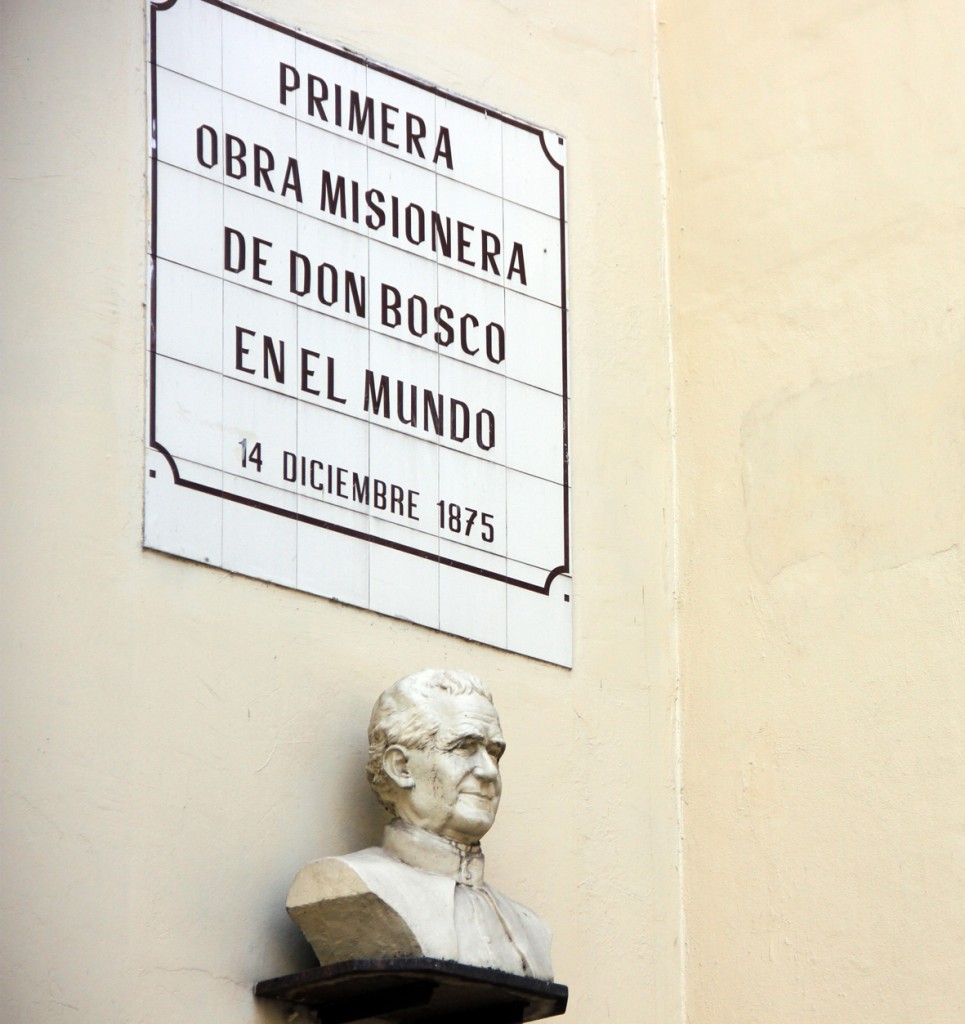 PRIMERA
OBRA MISIONERA
DE DON BOSCO
EN EL MUNDO
14 DICIEMBRE 1875